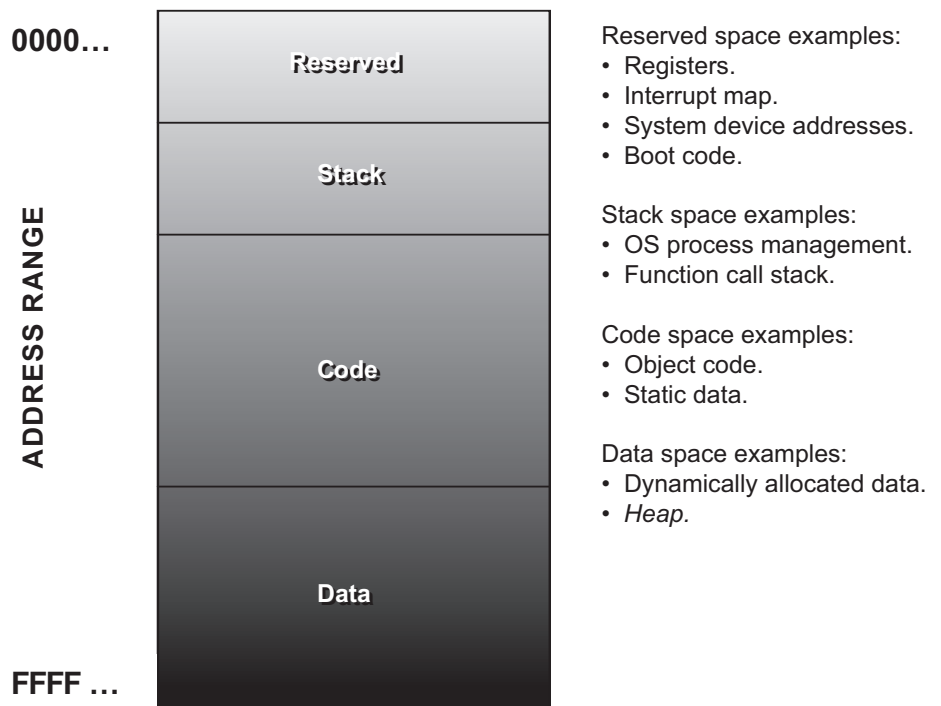 0000…
Reserved
Stack
Code
Data
FFFF …
ADDRESS RANGE
Reserved space examples:
• Registers.
• Interrupt map.
• System device addresses.
• Boot code.
Stack space examples:
• OS process management.
• Function call stack.
Code space examples:
• Object code.
• Static data.
Data space examples:
• Dynamically allocated data.
• Heap.